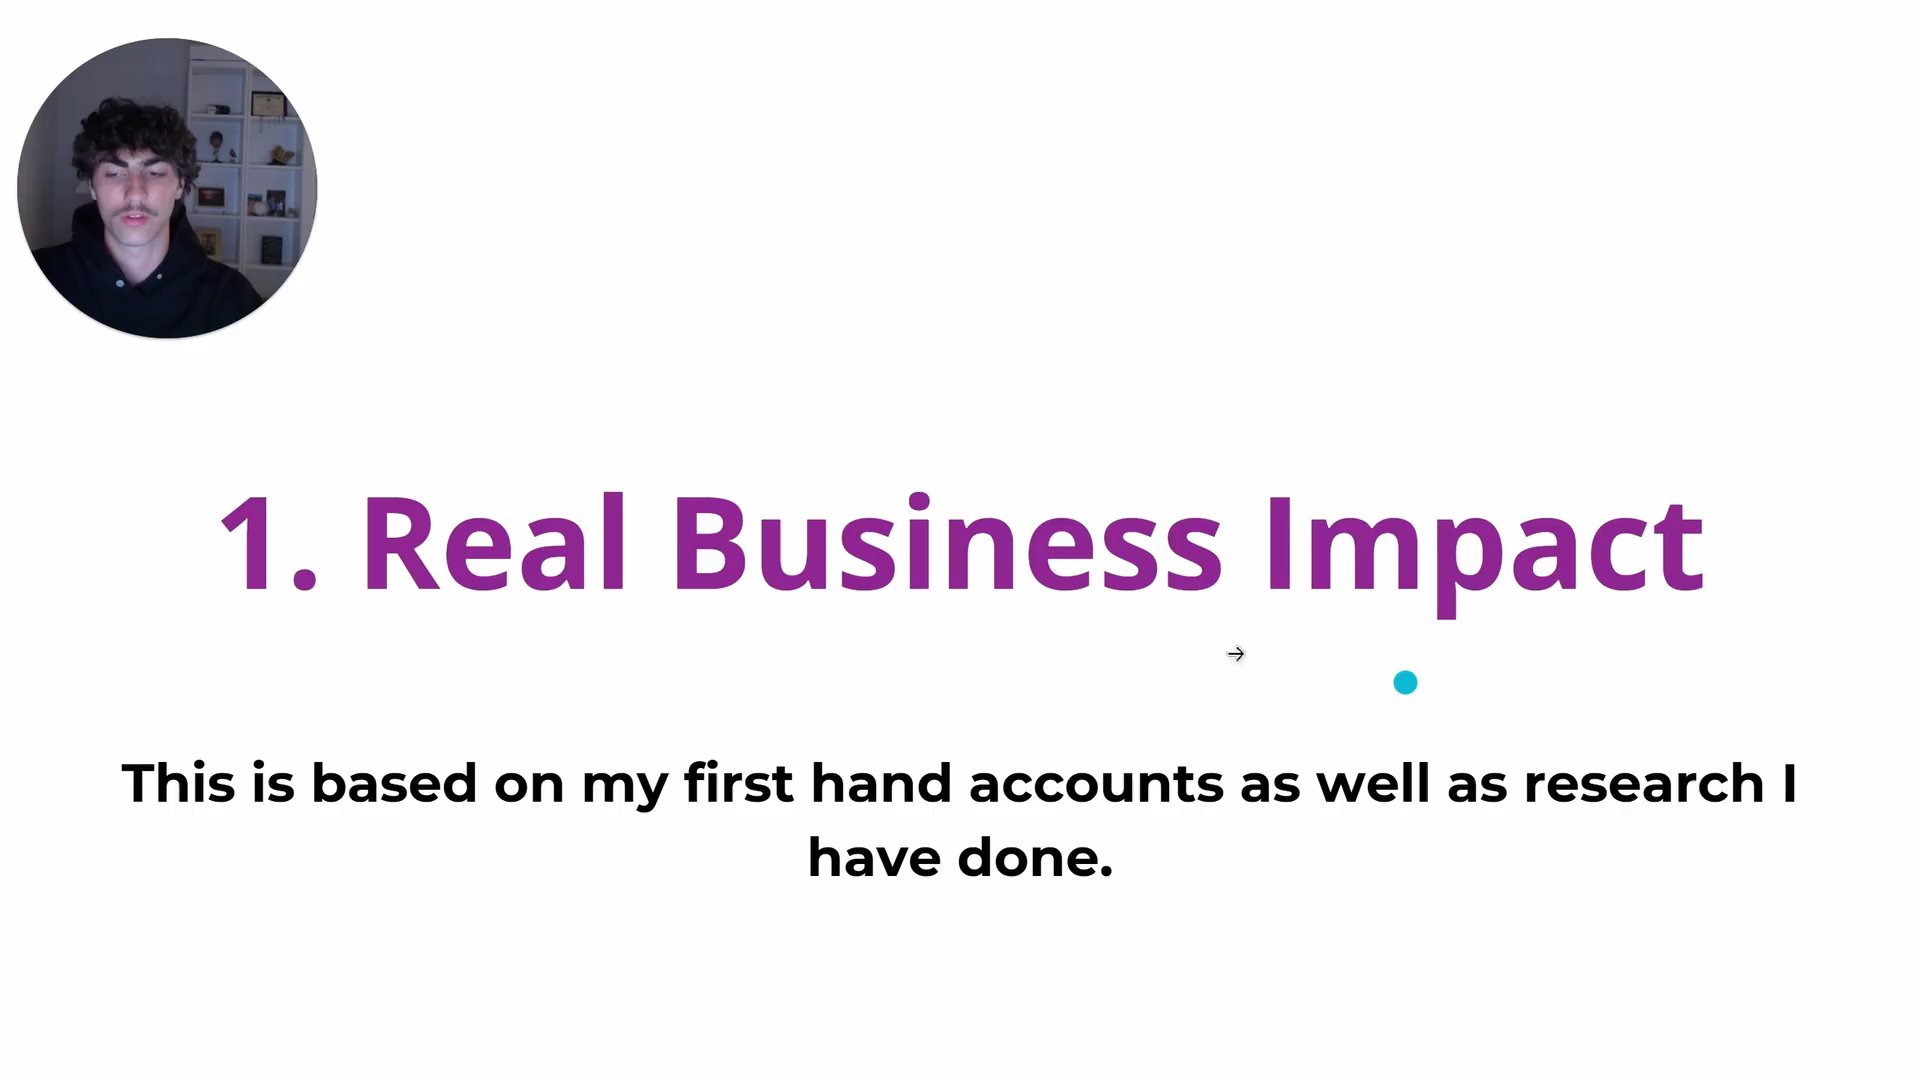 1. Real Business Impact
This is based on my first hand accounts as well as research I
have done.